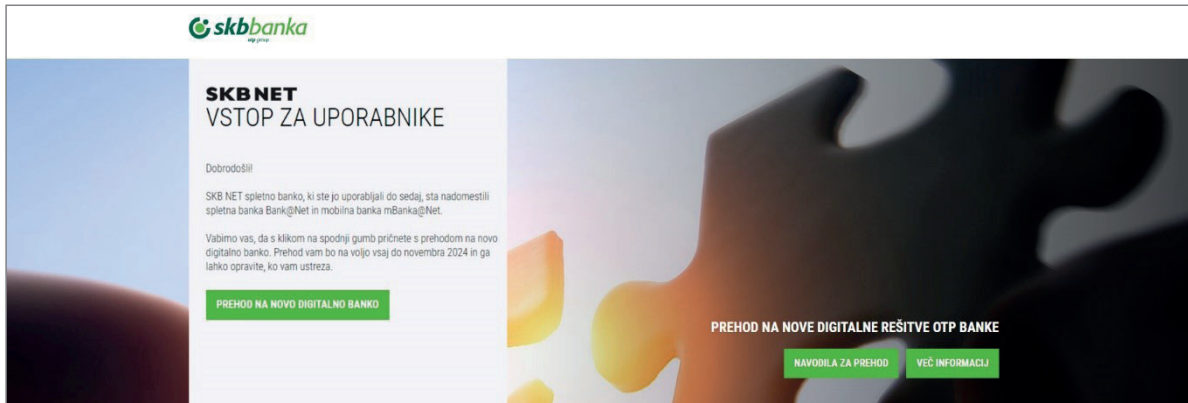 skbbanka
otp group
SKB NET
VSTOP ZA UPORABNIKE
Dobrodošli!
SKB NET spletno banko, ki ste jo uporabljali do sedaj, sta nadomestili
spletna banka Bank@Net in mobilna banka mBanka@Net.
Vabimo vas, da s klikom na spodnji gumb pričnete s prehodom na novo
digitalno banko. Prehod vam bo na voljo vsaj do novembra 2024 in ga
lahko opravite, ko vam ustreza.
PREHOD NA NOVO DIGITALNO BANKO
PREHOD NA NOVE DIGITALNE REŠITVE OTP BANKE
NAVODILA ZA PREHOD
VEČ INFORMACIJ